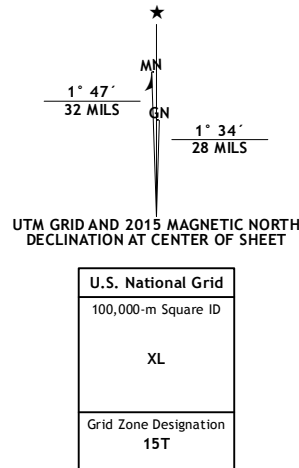 ★
MN
1° 47´
32 MILS
GN
1° 34´
28 MILS
UTM GRID AND 2015 MAGNETIC NORTH
DECLINATION AT CENTER OF SHEET
U.S. National Grid
100,000-m Square ID
XL
Grid Zone Designation
15T